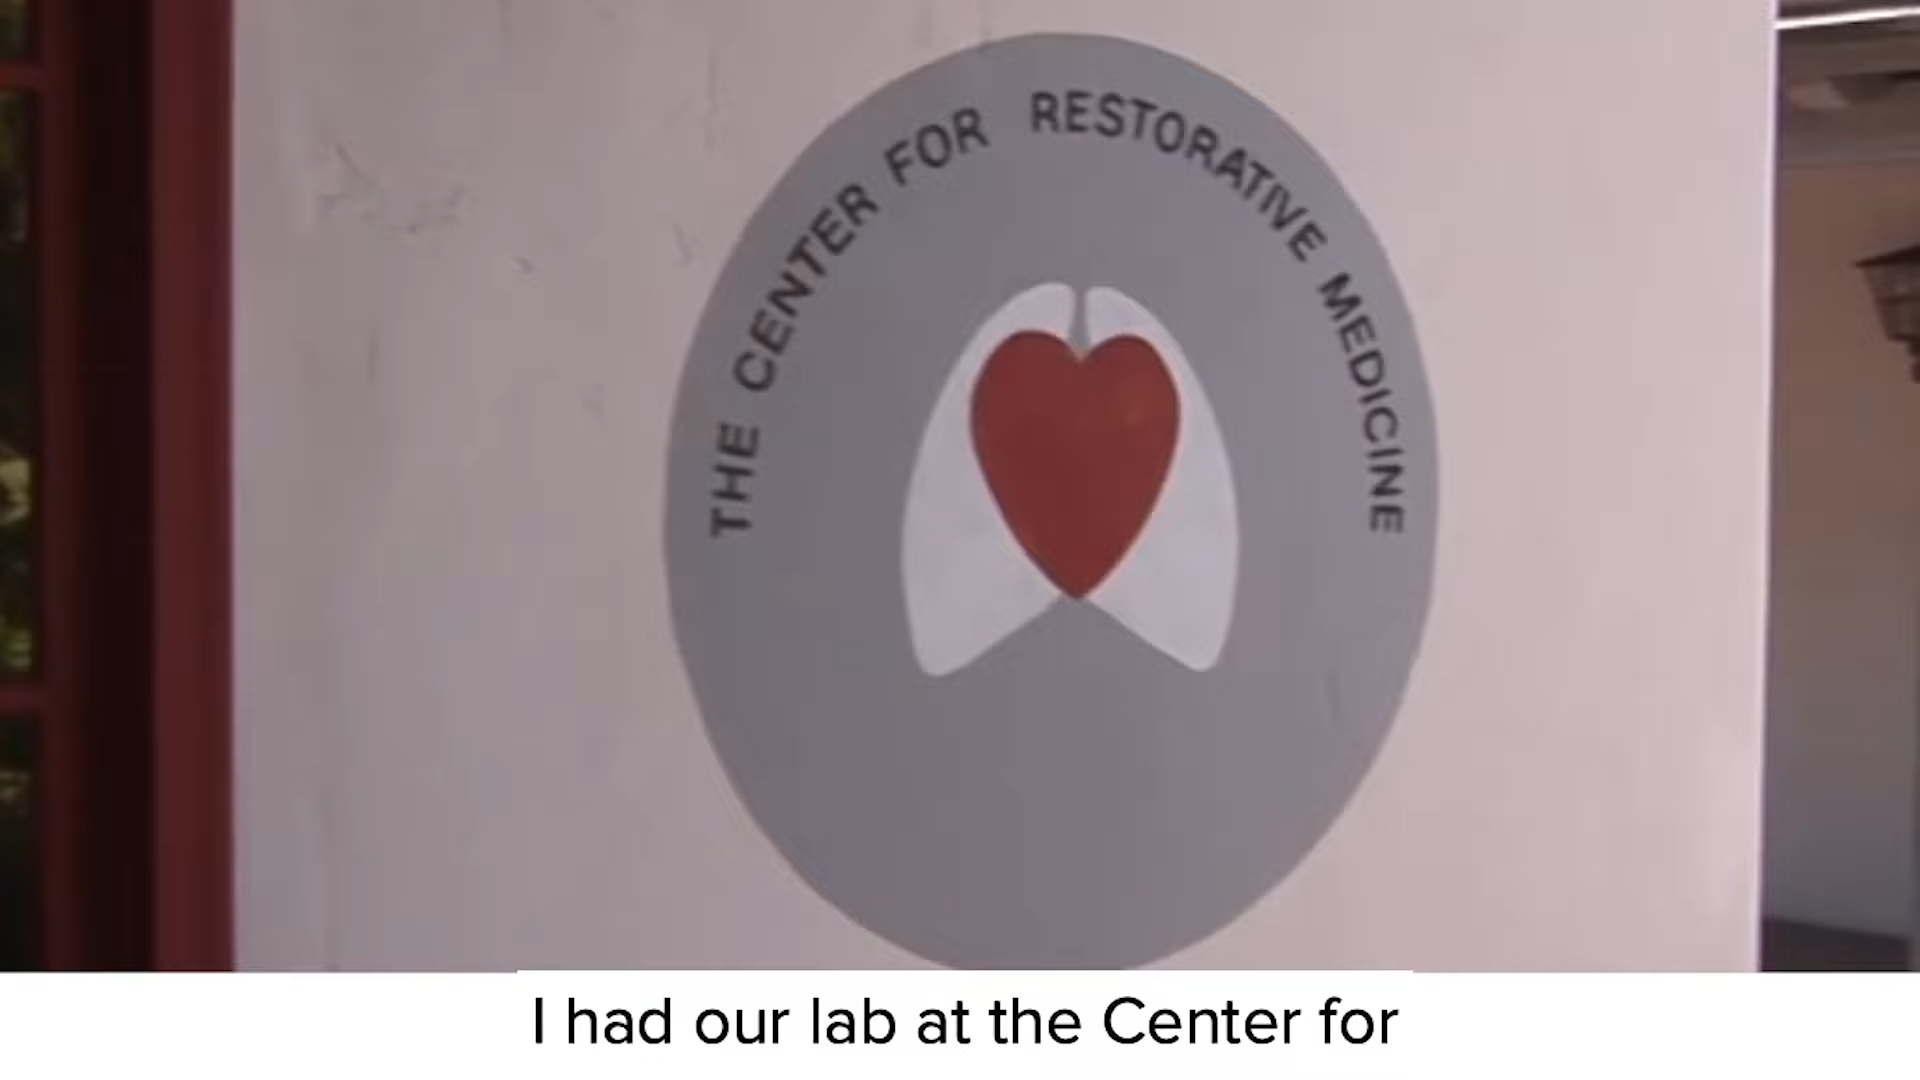 THE CENTER FOR RESTORATIVE MEDICINE
I had our lab at the Center for